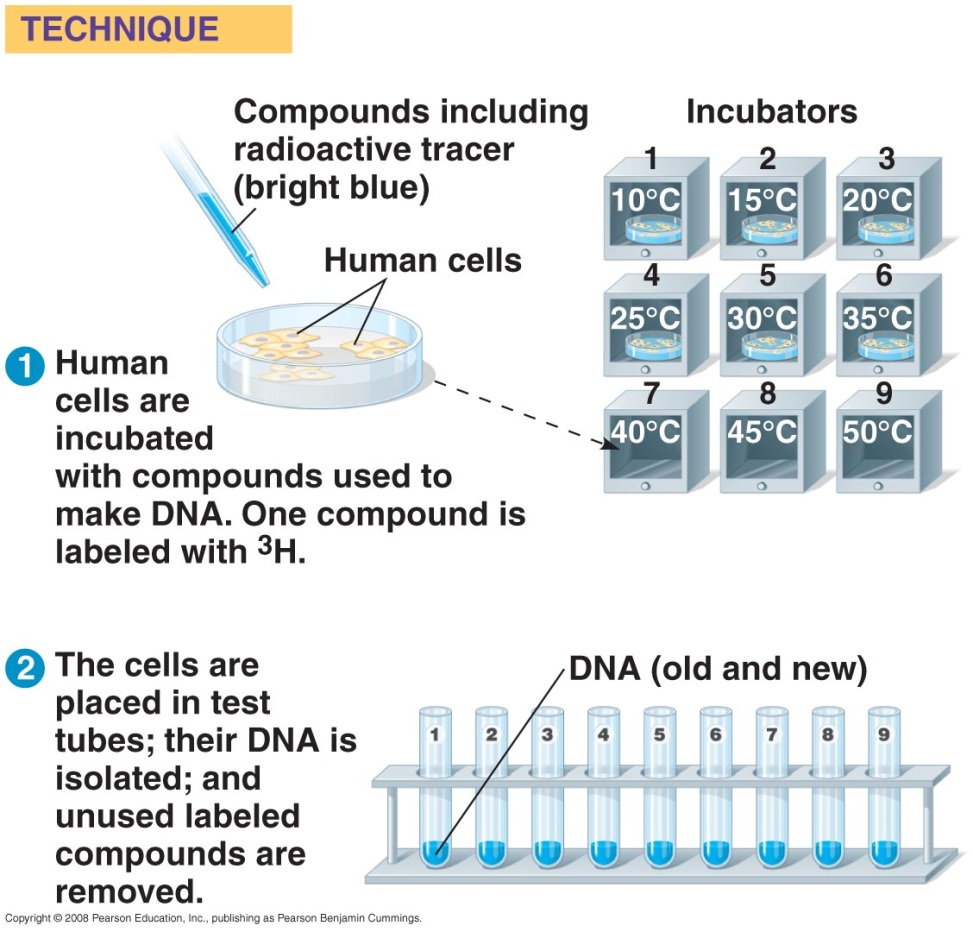 TECHNIQUE
Compounds including
radioactive tracer
(bright blue)
Human cells
Incubators
1 2 3
10°C 15°C 20°C
4 5 6
25°C 30°C 35°C
7 8 9
40°C 45°C 50°C
1 Human
cells are
incubated
with compounds used to
make DNA. One compound is
labeled with ³H.
2 The cells are
placed in test
tubes; their DNA is
isolated; and
unused labeled
compounds are
removed.
DNA (old and new)
1 2 3 4 5 6 7 8 9
Copyright © 2008 Pearson Education, Inc., publishing as Pearson Benjamin Cummings.